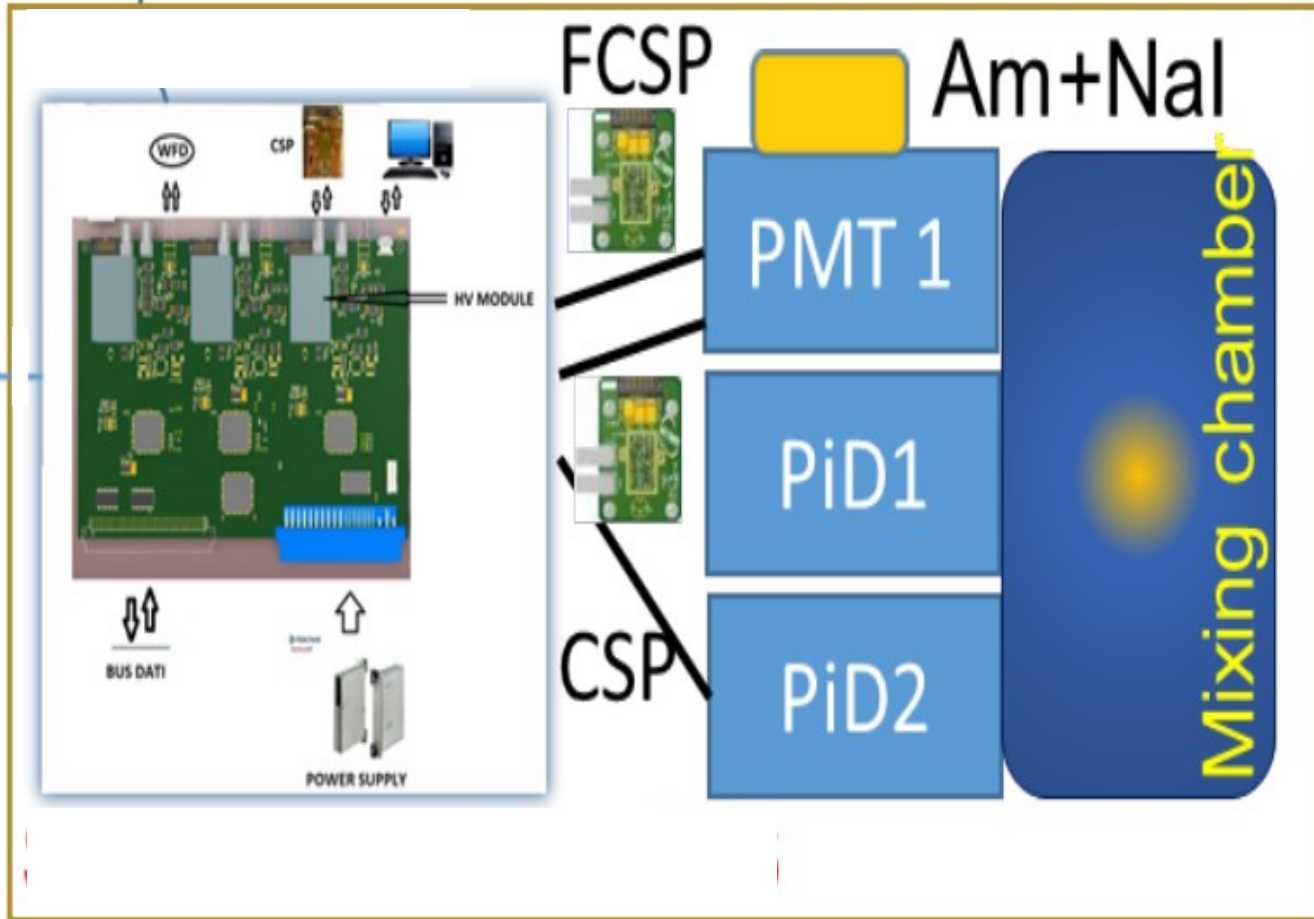 FCSP
Am+NaI
WFD
CSP
HV MODULE
PMT 1
PiD1
PiD2
CSP
Mixing chamber
BUS DATI
POWER SUPPLY